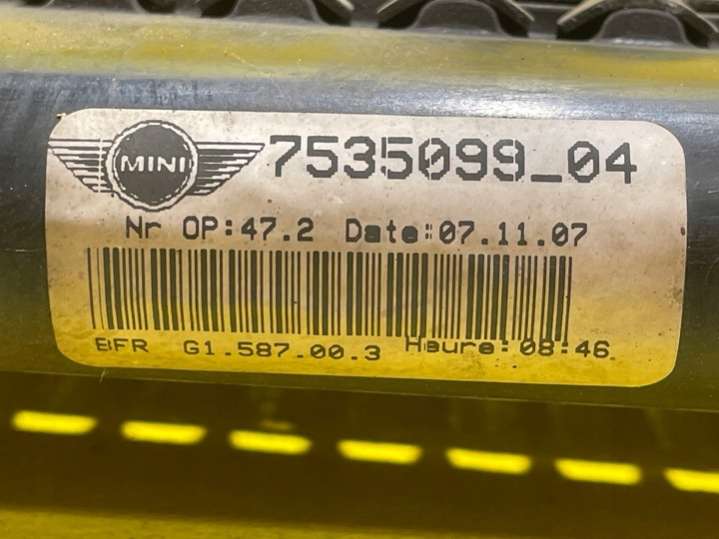 MINI 7535099_04
Nr OP:47.2 Date:07.11.07
BFR G1.587.00.3 Heure:08:46